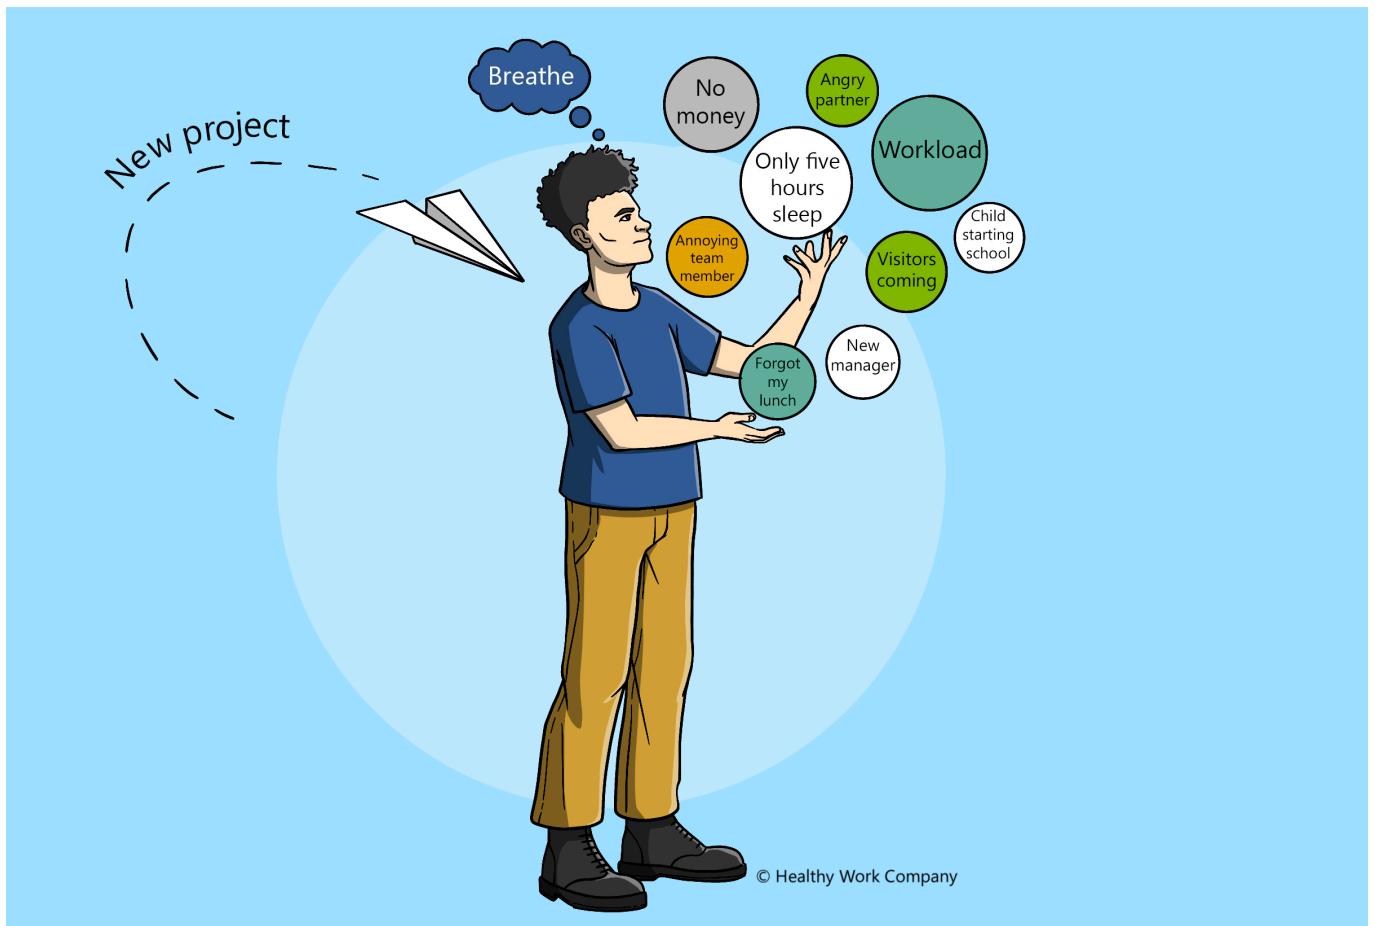 Breathe
New project
No
money
Angry
partner
Only five
hours
sleep
Workload
Child
starting
school
Annoying
team
member
Visitors
coming
New
manager
Forgot
my
lunch
© Healthy Work Company